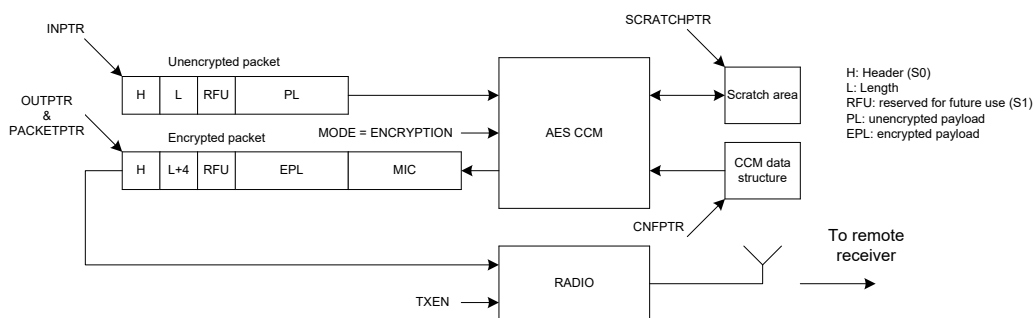 SCRATCHPTR
INPTR
Unencrypted packet
H L RFU PL
H: Header (S0)
L: Length
RFU: reserved for future use (S1)
PL: unencrypted payload
EPL: encrypted payload
Scratch area
OUTPTR
&
PACKETPTR
MODE = ENCRYPTION
AES CCM
Encrypted packet
H L+4 RFU EPL MIC
CCM data
structure
CNFPTR
To remote
receiver
RADIO
TXEN